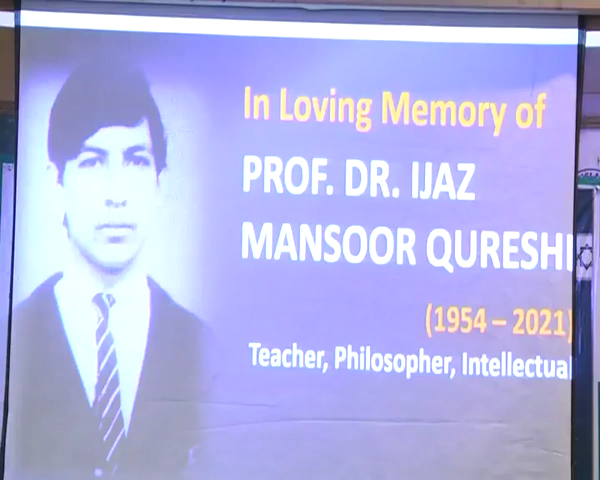 In Loving Memory of
PROF. DR. IJAZ
MANSOOR QURESHI
(1954 – 2021)
Teacher, Philosopher, Intellectual